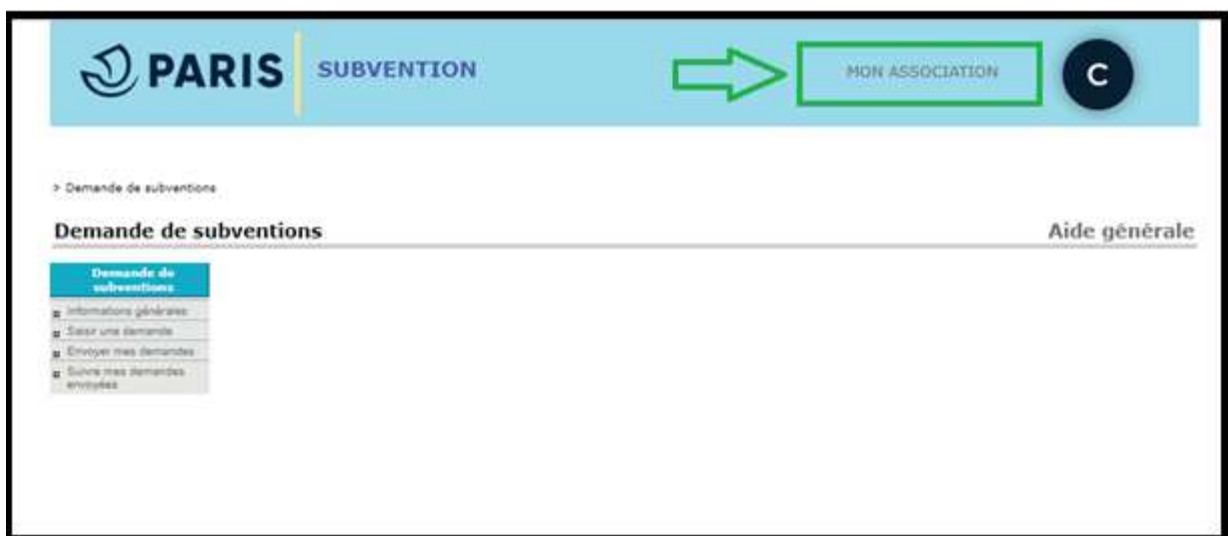 PARIS
SUBVENTION
MON ASSOCIATION
C
> Demande de subventions
Demande de subventions
Aide générale
Demande de
subventions
Informations générales
Saisir une demande
Envoyer mes demandes
Suivre mes demandes
envoyées